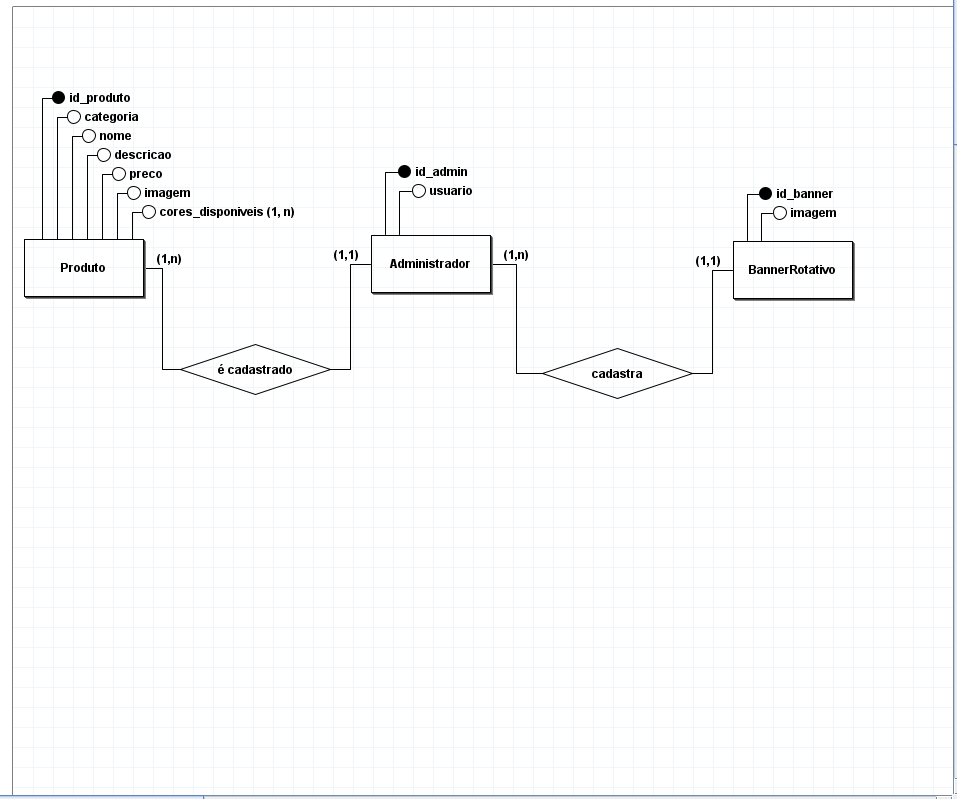 id_produto
categoria
nome
descricao
preco
imagem
cores_disponiveis (1, n)
Produto
(1,n)
é cadastrado
(1,1)
id_admin
usuario
Administrador
(1,n)
cadastra
(1,1)
id_banner
imagem
BannerRotativo